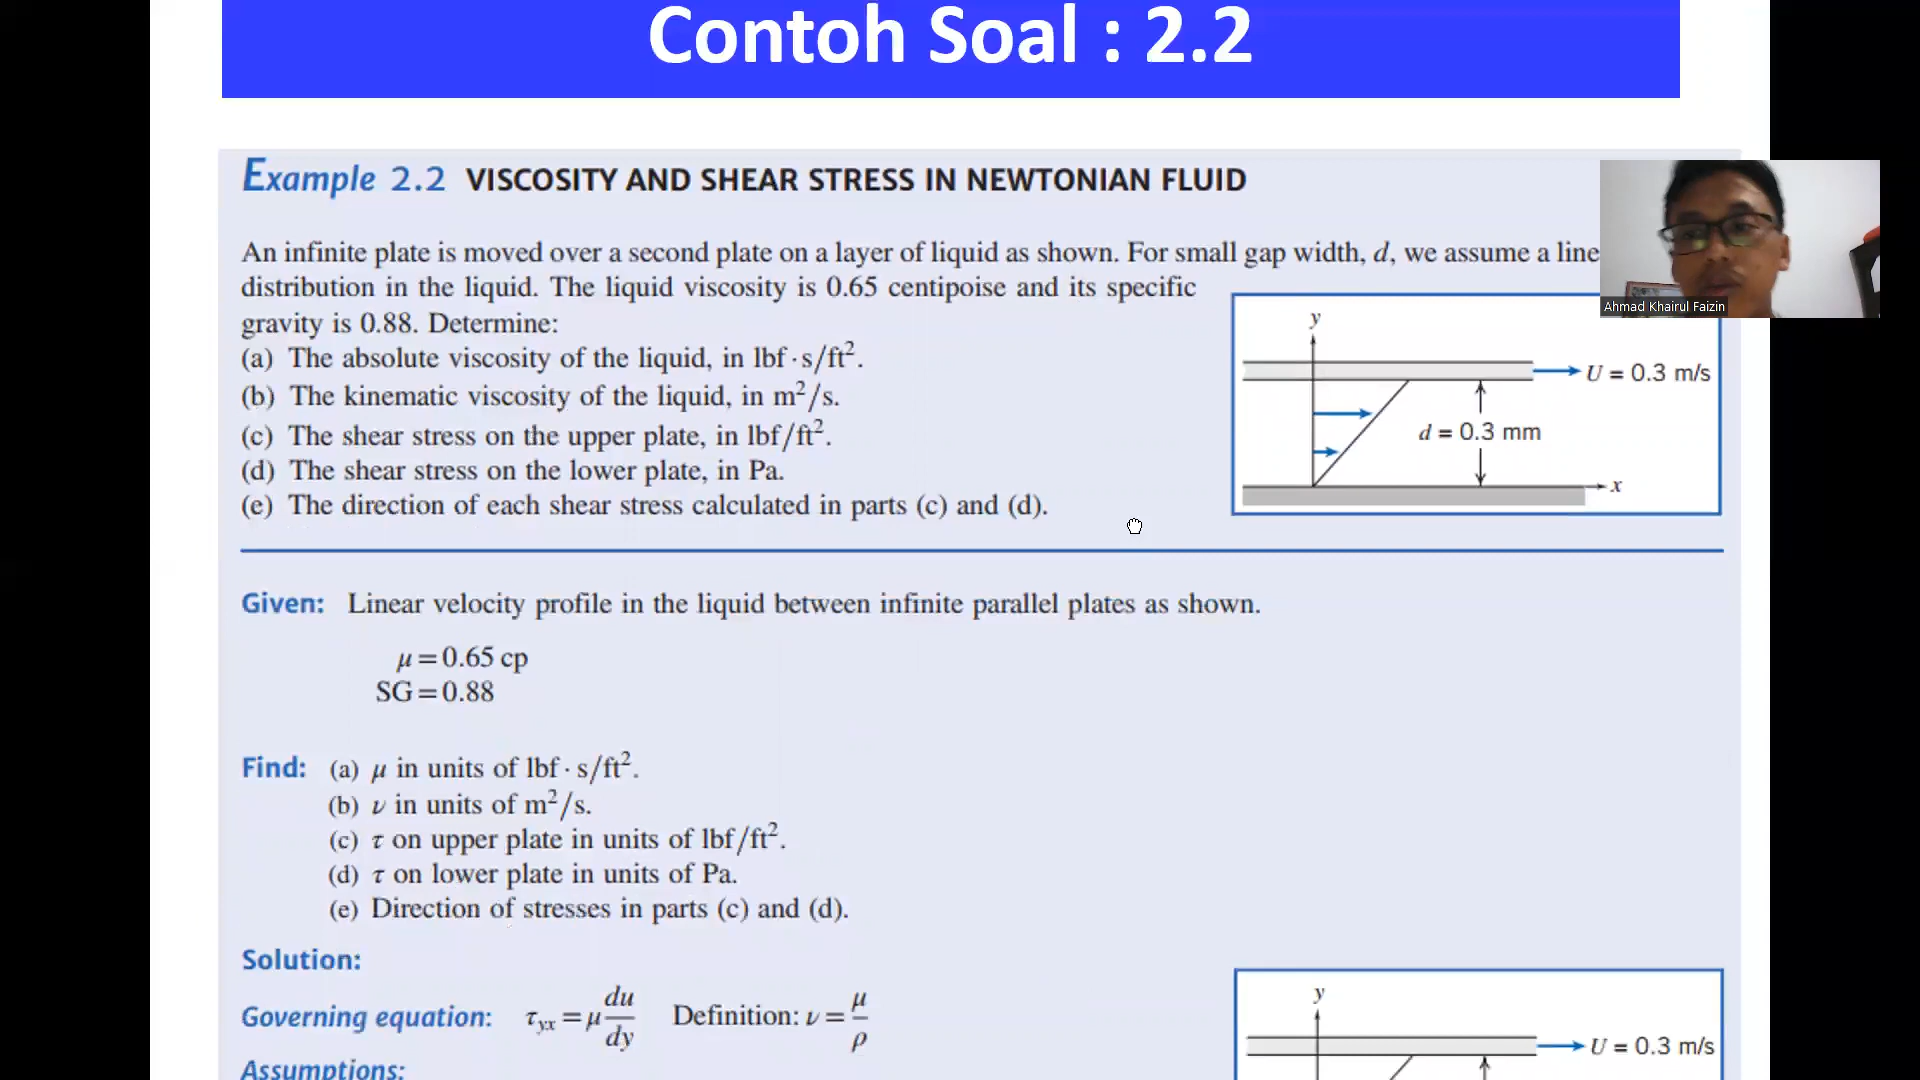 Contoh Soal : 2.2
Example 2.2 VISCOSITY AND SHEAR STRESS IN NEWTONIAN FLUID
An infinite plate is moved over a second plate on a layer of liquid as shown. For small gap width, d, we assume a
distribution in the liquid. The liquid viscosity is 0.65 centipoise and its specific
gravity is 0.88. Determine:
(a) The absolute viscosity of the liquid, in lbf·s/ft².
(b) The kinematic viscosity of the liquid, in m²/s.
(c) The shear stress on the upper plate, in lbf/ft².
(d) The shear stress on the lower plate, in Pa.
(e) The direction of each shear stress calculated in parts (c) and (d).
Ahmad Khairul Faizin
y
U = 0.3 m/s
d = 0.3 mm
x
Given: Linear velocity profile in the liquid between infinite parallel plates as shown.
μ = 0.65 cp
SG = 0.88
Find: (a) μ in units of lbf·s/ft².
(b) ν in units of m²/s.
(c) τ on upper plate in units of lbf/ft².
(d) τ on lower plate in units of Pa.
(e) Direction of stresses in parts (c) and (d).
Solution:
Governing equation: τyx = μ du/dy Definition: ν = μ/ρ
Assumptions:
y
U = 0.3 m/s